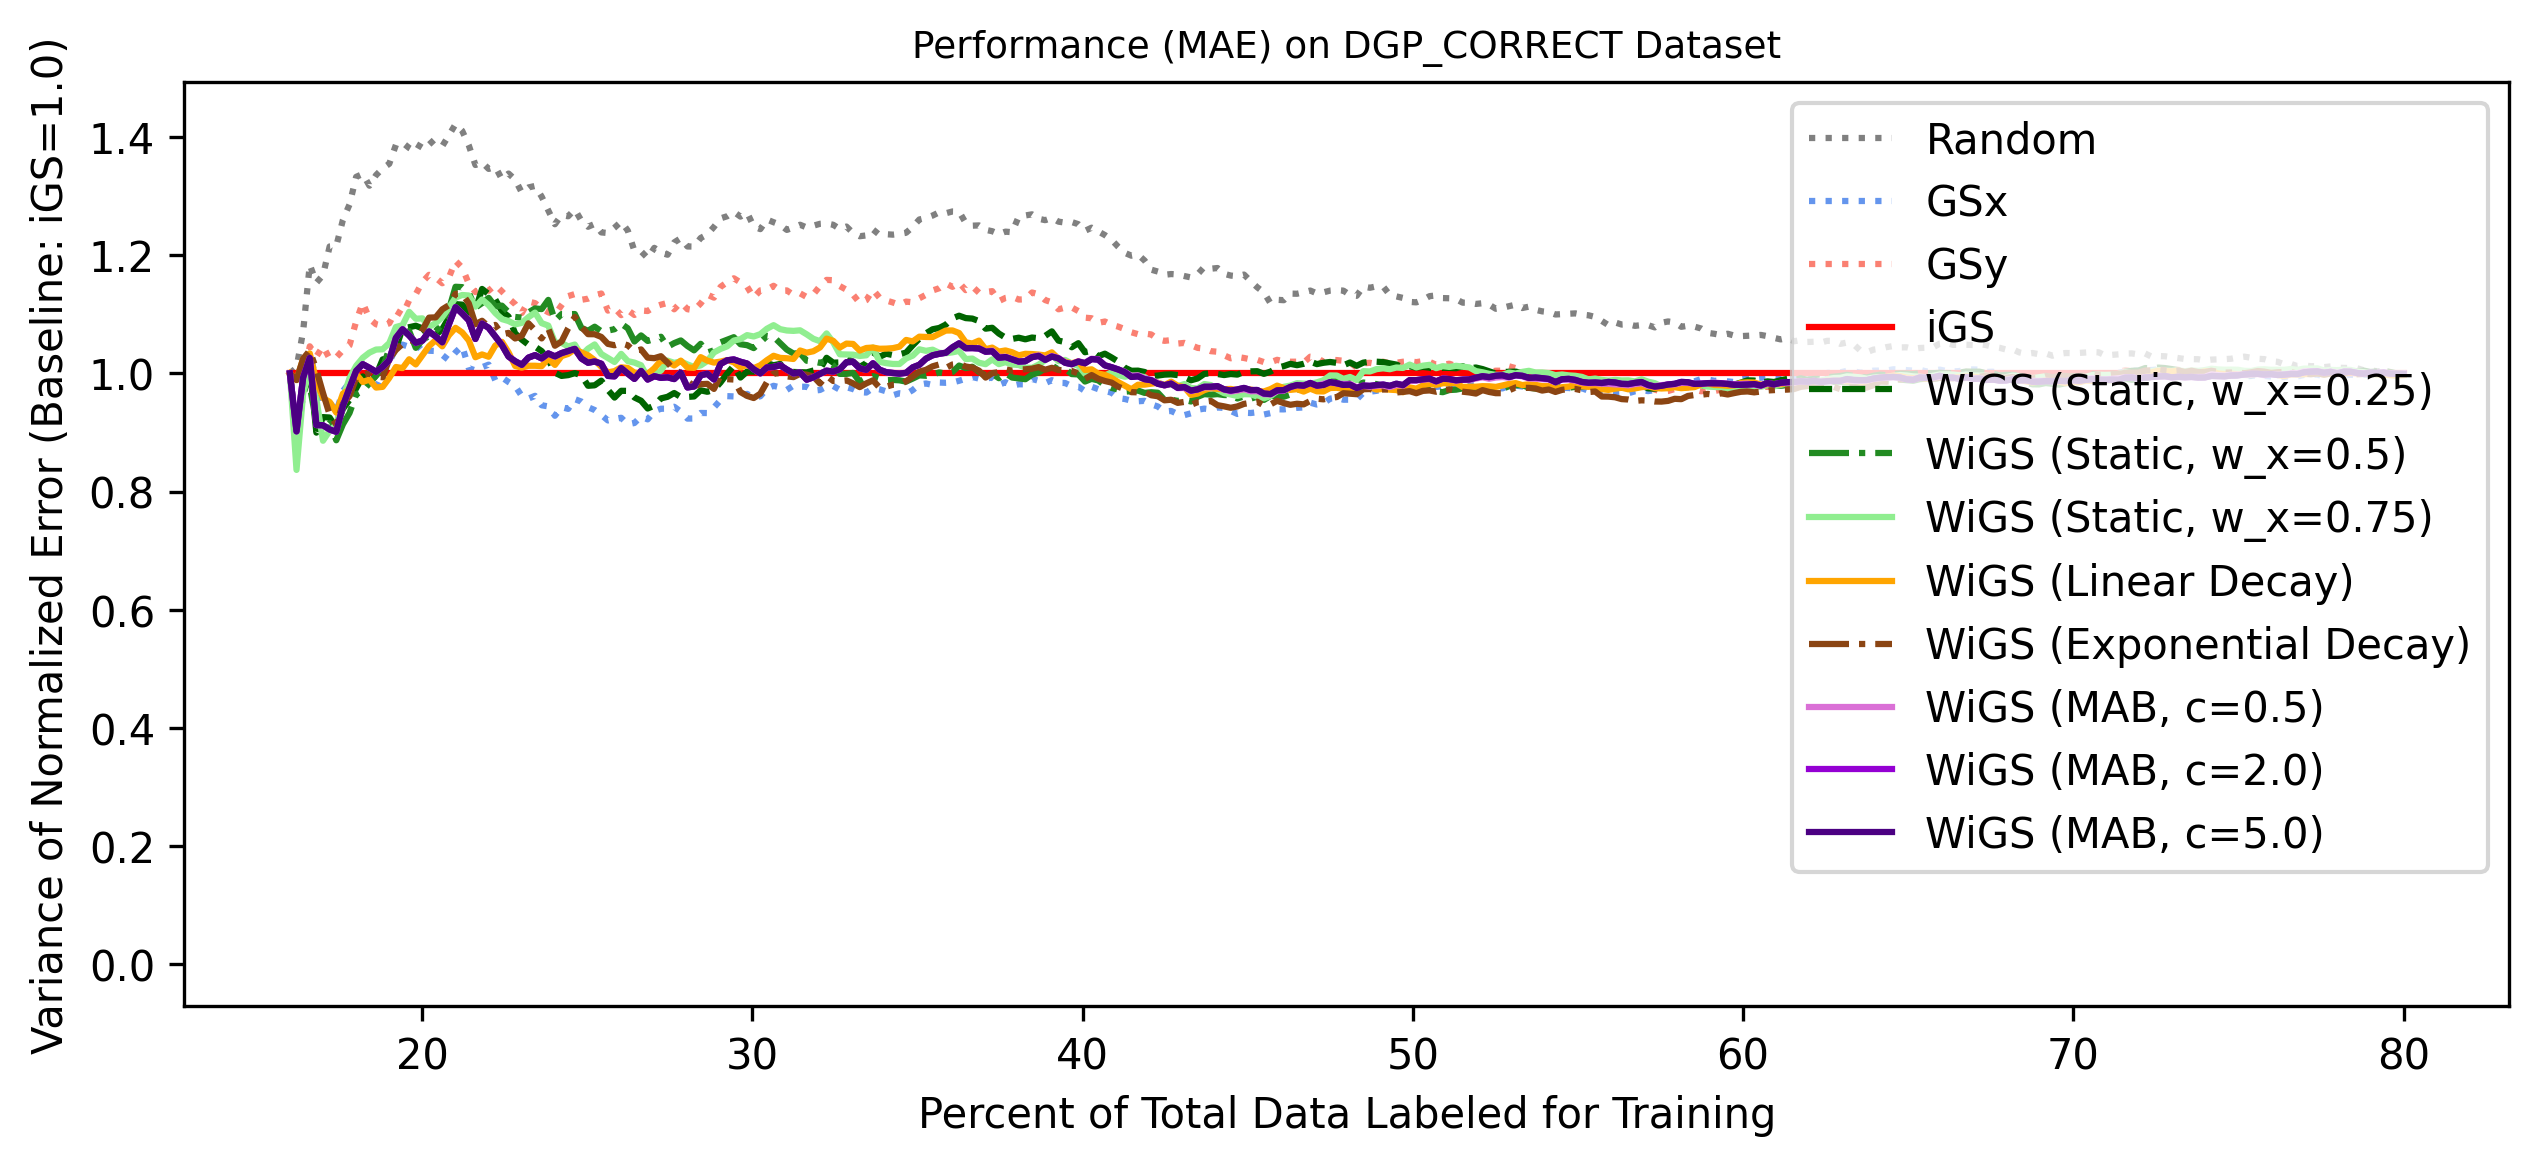 Performance (MAE) on DGP_CORRECT Dataset
Variance of Normalized Error (Baseline: iGS=1.0)
1.4
1.2
1.0
0.8
0.6
0.4
0.2
0.0
Random
GSx
GSy
iGS
WiGS (Static, w_x=0.25)
WiGS (Static, w_x=0.5)
WiGS (Static, w_x=0.75)
WiGS (Linear Decay)
WiGS (Exponential Decay)
WiGS (MAB, c=0.5)
WiGS (MAB, c=2.0)
WiGS (MAB, c=5.0)
20 30 40 50 60 70 80
Percent of Total Data Labeled for Training